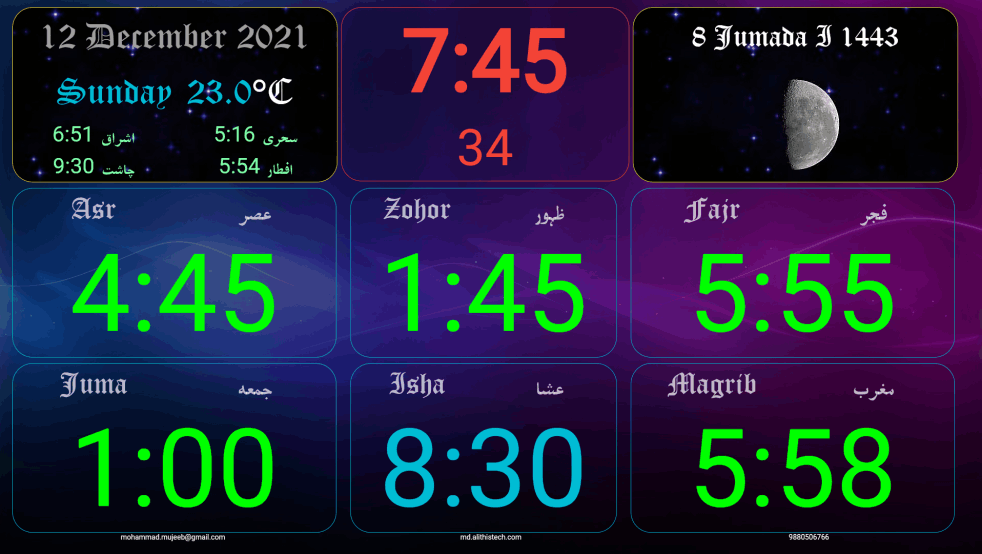 12 December 2021
Sunday 23.0°C
6:51 اشراق
5:16 سحری
9:30 چاشت
5:54 افطار
7:45
34
8 Jumada I 1443
Asr عصر
4:45
Zohor ظہور
1:45
Fajr فجر
5:55
Juma جمعه
1:00
Isha عشا
8:30
Magrib مغرب
5:58
mohammad.mujeeb@gmail.com
md.alithistech.com
9880506766